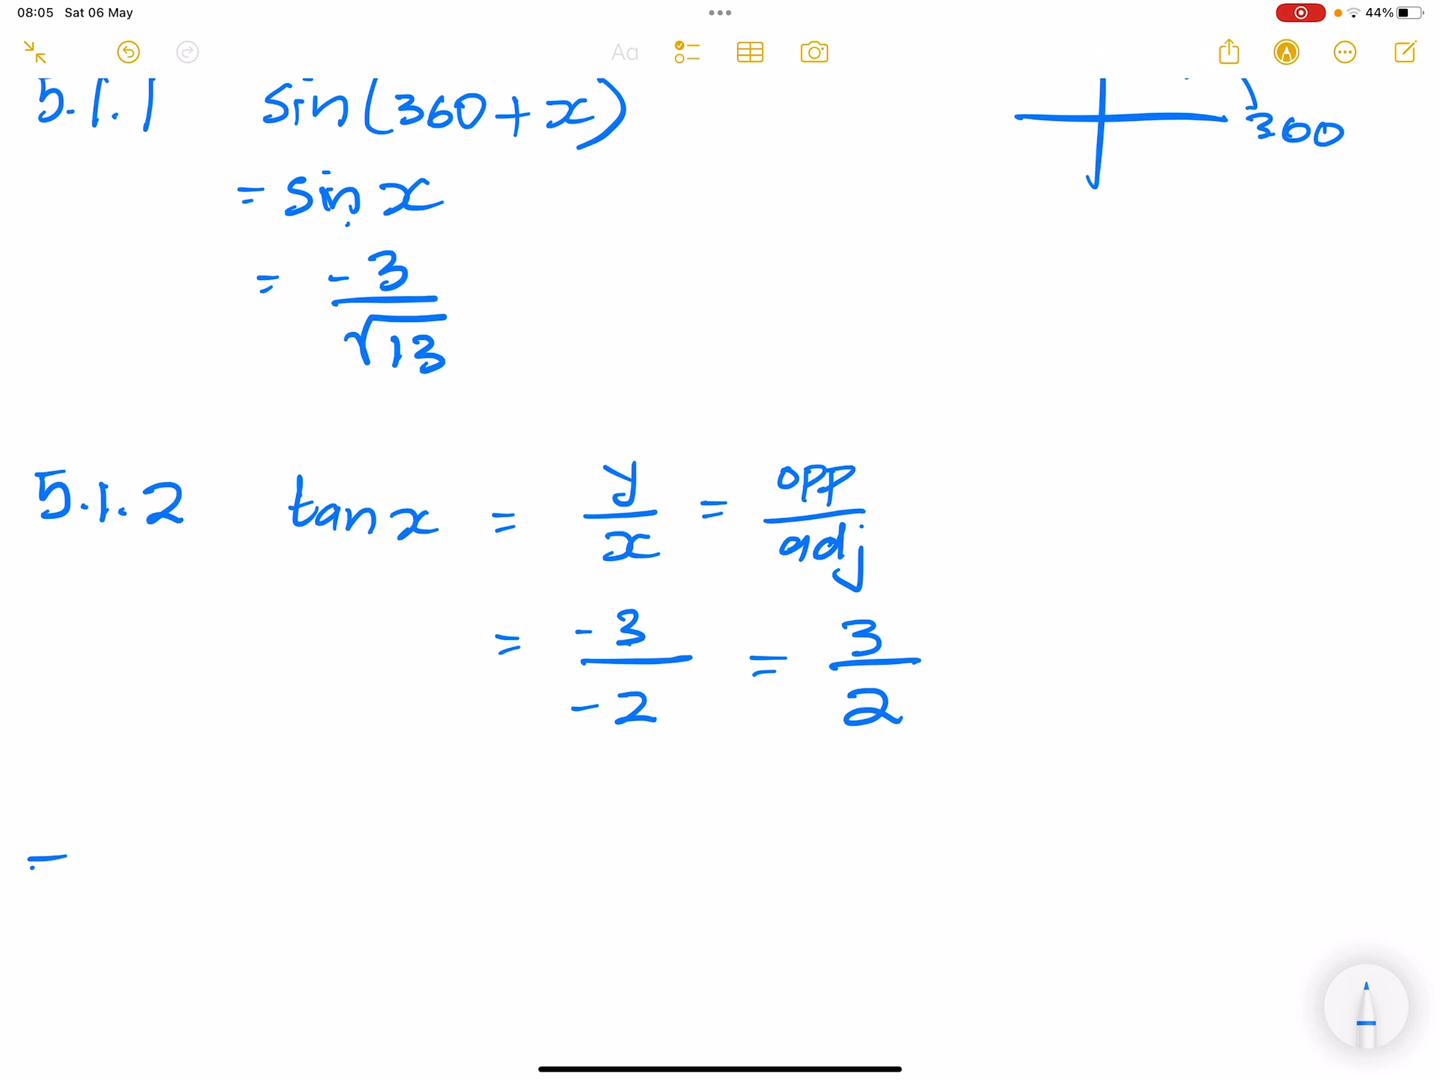 08:05 Sat 06 May
44%
Aa
5.1.1 sin(360+x)
360
= sin x
= -3/√13
5.1.2 tan x = y/x = opp/adj
= -3/-2 = 3/2